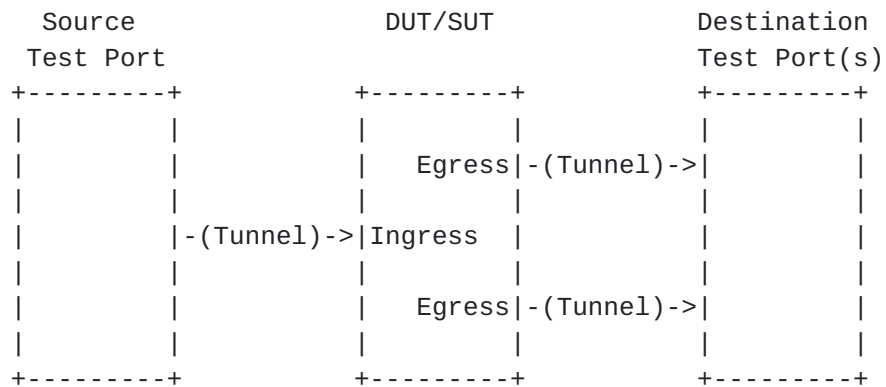 Source             DUT/SUT            Destination
   Test Port                               Test Port(s)
  +---------+          +---------+          +---------+
  |         |          |         |          |         |
  |         |          |   Egress|-(Tunnel)->|         |
  |         |          |         |          |         |
  |         |-(Tunnel)->|Ingress  |          |         |
  |         |          |         |          |         |
  |         |          |   Egress|-(Tunnel)->|         |
  |         |          |         |          |         |
  +---------+          +---------+          +---------+